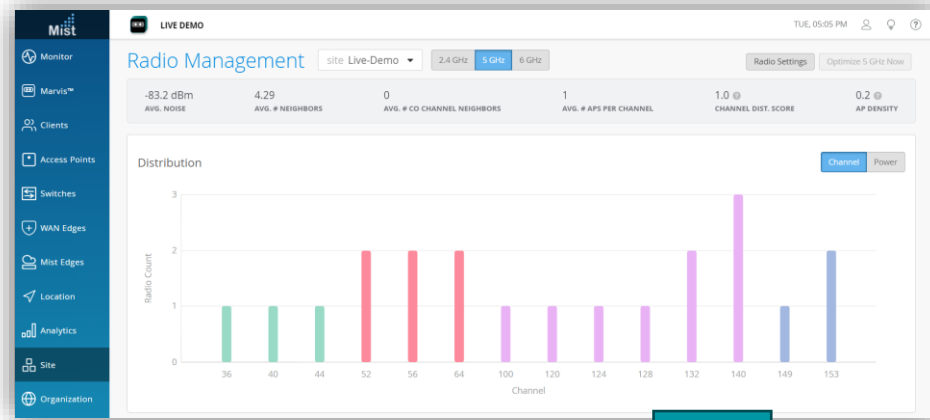 Mist
LIVE DEMO
TUE, 05:05 PM
?
Monitor
Marvis™
Clients
Access Points
Switches
WAN Edges
Mist Edges
Location
Analytics
Site
Organization
Radio Management
site Live-Demo
2.4 GHz 5 GHz 6 GHz
Radio Settings
Optimize 5 GHz Now
-83.2 dBm 4.29 0 1 1.0 ? 0.2 ?
AVG. NOISE AVG. # NEIGHBORS AVG. # CO CHANNEL NEIGHBORS AVG. # APS PER CHANNEL CHANNEL DIST. SCORE AP DENSITY
Distribution
Channel Power
Radio Count
3
2
1
0
36 40 44 52 56 64 100 120 124 128 132 140 149 153
Channel